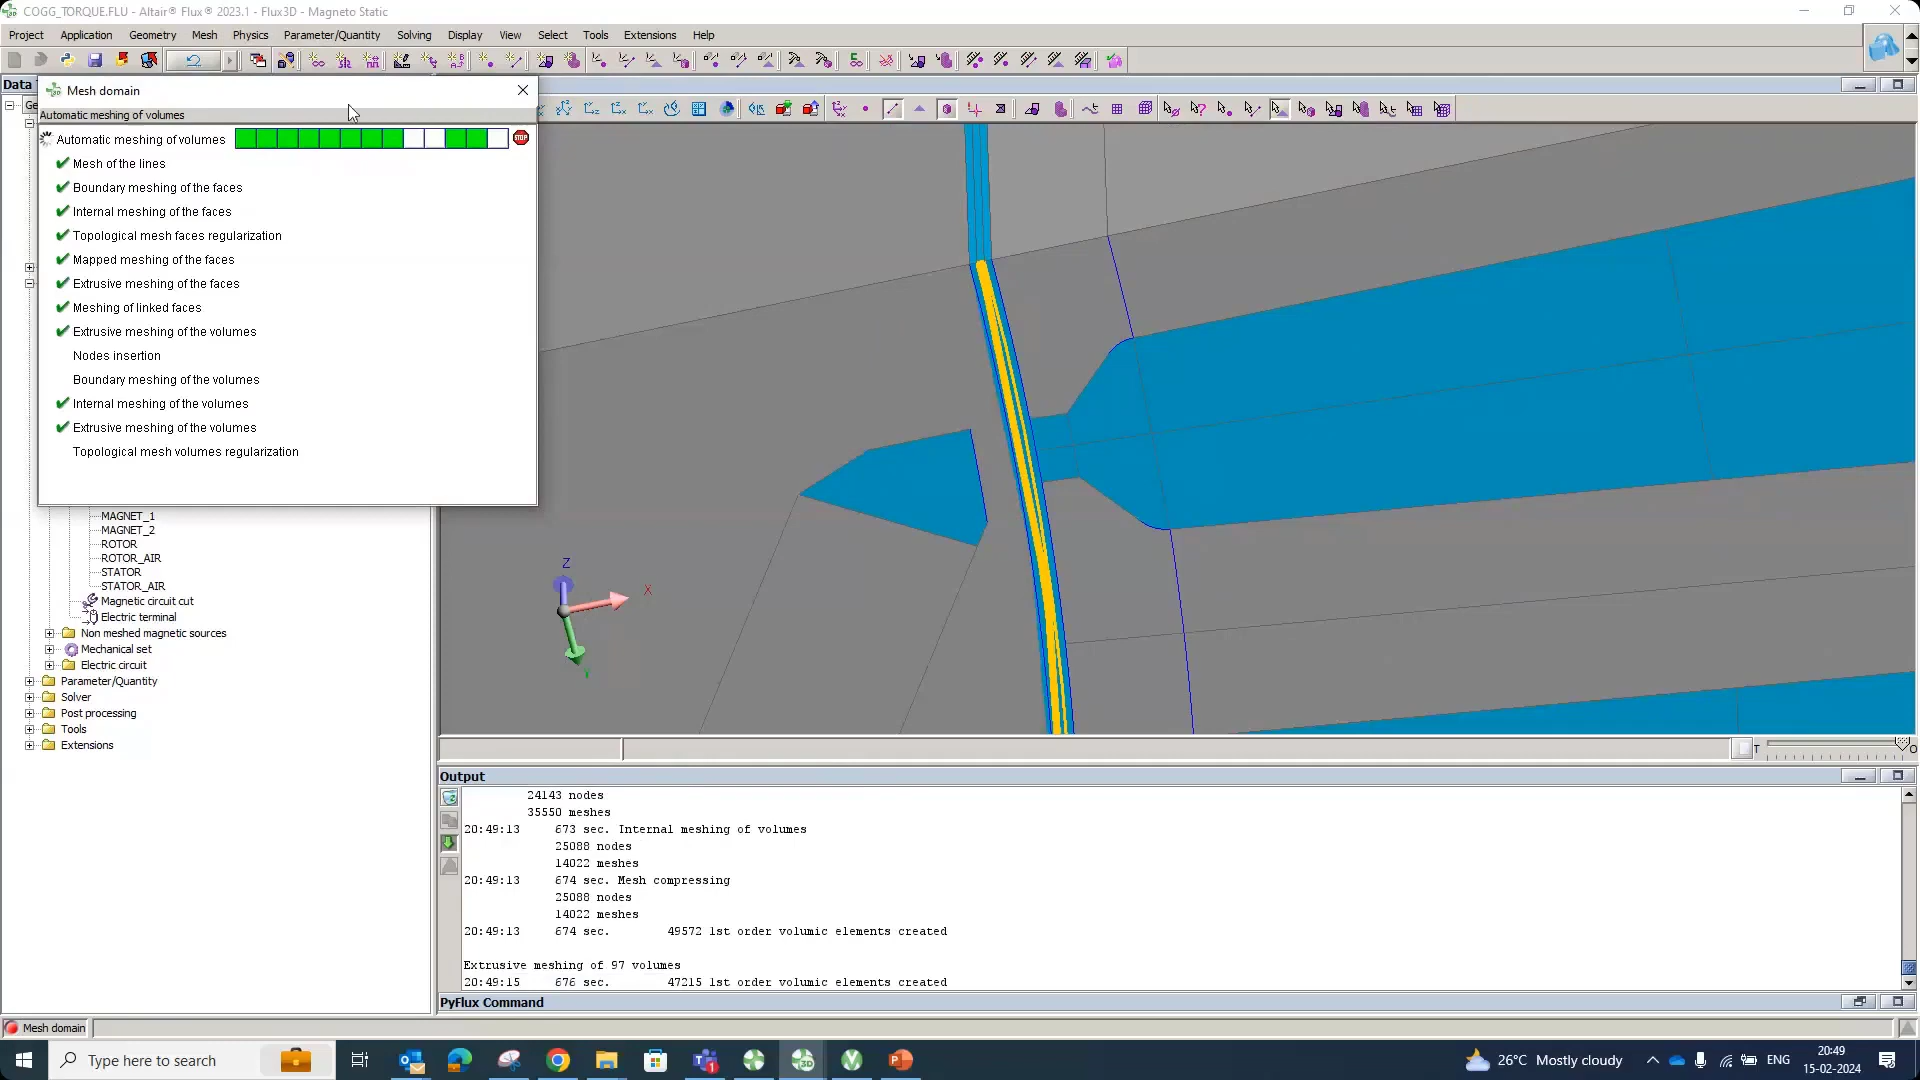 COGG_TORQUE.FLU - Altair® Flux® 2023.1 - Flux3D - Magneto Static
Project Application Geometry Mesh Physics Parameter/Quantity Solving Display View Select Tools Extensions Help
Data
Mesh domain
Ge
Automatic meshing of volumes
Automatic meshing of volumes
STOP
Mesh of the lines
Boundary meshing of the faces
Internal meshing of the faces
Topological mesh faces regularization
Mapped meshing of the faces
Extrusive meshing of the faces
Meshing of linked faces
Extrusive meshing of the volumes
Nodes insertion
Boundary meshing of the volumes
Internal meshing of the volumes
Extrusive meshing of the volumes
Topological mesh volumes regularization
MAGNET_1
MAGNET_2
ROTOR
ROTOR_AIR
STATOR
STATOR_AIR
Magnetic circuit cut
Electric terminal
Non meshed magnetic sources
Mechanical set
Electric circuit
Parameter/Quantity
Solver
Post processing
Tools
Extensions
Z
X
Y
T
O
Output
24143 nodes
35550 meshes
20:49:13 673 sec. Internal meshing of volumes
25088 nodes
14022 meshes
20:49:13 674 sec. Mesh compressing
25088 nodes
14022 meshes
20:49:13 674 sec. 49572 1st order volumic elements created
Extrusive meshing of 97 volumes
20:49:15 676 sec. 47215 1st order volumic elements created
PyFlux Command
Mesh domain
Type here to search
26°C Mostly cloudy
ENG
20:49
15-02-2024